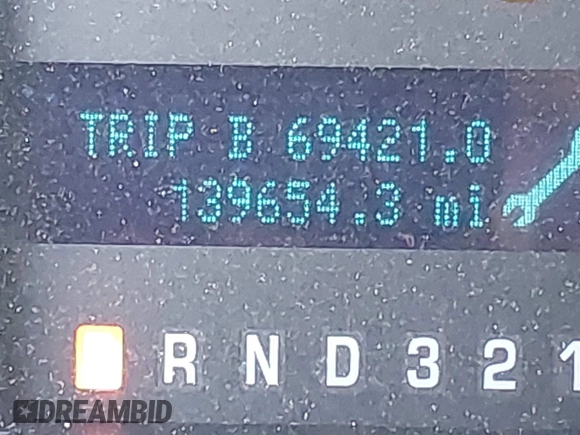 TRIP B 69421.0
139654.3 mi
R N D 3 2 1
DREAMBID